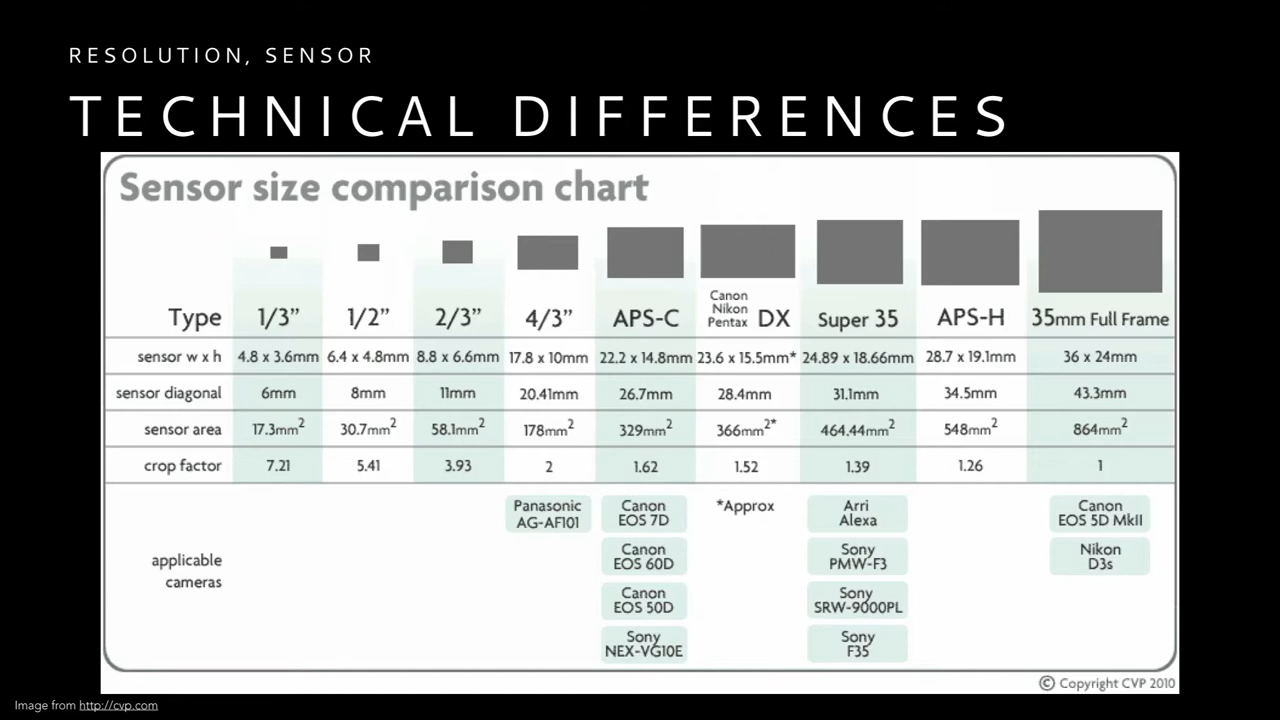 RESOLUTION, SENSOR
TECHNICAL DIFFERENCES
Sensor size comparison chart
Type 1/3” 1/2” 2/3” 4/3” APS-C Canon Nikon Pentax DX Super 35 APS-H 35mm Full Frame
sensor w x h 4.8 x 3.6mm 6.4 x 4.8mm 8.8 x 6.6mm 17.8 x 10mm 22.2 x 14.8mm 23.6 x 15.5mm* 24.89 x 18.66mm 28.7 x 19.1mm 36 x 24mm
sensor diagonal 6mm 8mm 11mm 20.41mm 26.7mm 28.4mm 31.1mm 34.5mm 43.3mm
sensor area 17.3mm² 30.7mm² 58.1mm² 178mm² 329mm² 366mm²* 464.44mm² 548mm² 864mm²
crop factor 7.21 5.41 3.93 2 1.62 1.52 1.39 1.26 1
applicable
cameras
Panasonic
AG-AF101
Canon
EOS 7D
Canon
EOS 60D
Canon
EOS 50D
Sony
NEX-VG10E
*Approx
Arri
Alexa
Sony
PMW-F3
Sony
SRW-9000PL
Sony
F35
Canon
EOS 5D MkII
Nikon
D3s
© Copyright CVP 2010
Image from http://cvp.com